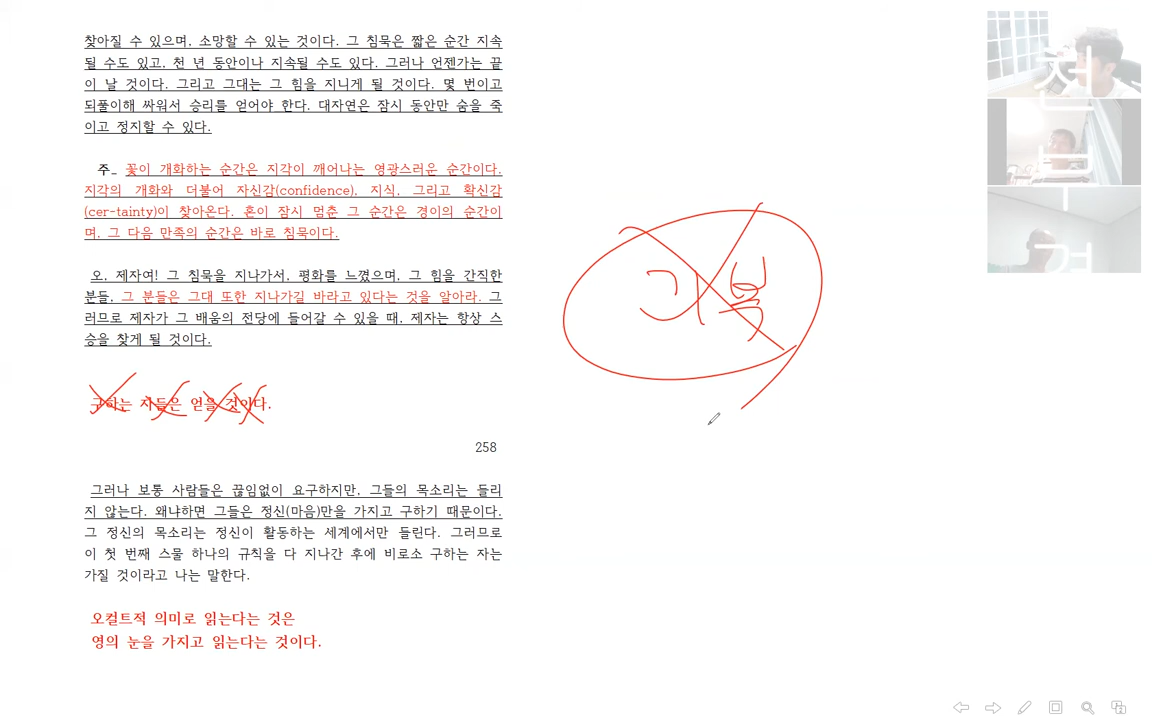 찾아질 수 있으며, 소망할 수 있는 것이다. 그 침묵은 짧은 순간 지속
될 수도 있고, 천 년 동안이나 지속될 수도 있다. 그러나 언젠가는 끝
이 날 것이다. 그리고 그대는 그 힘을 지니게 될 것이다. 몇 번이고
되풀이해 싸워서 승리를 얻어야 한다. 대자연은 잠시 동안만 숨을 죽
이고 정지할 수 있다.
주_ 꽃이 개화하는 순간은 지각이 깨어나는 영광스러운 순간이다.
지각의 개화와 더불어 자신감(confidence), 지식, 그리고 확신감
(cer-tainty)이 찾아온다. 혼이 잠시 멈춘 그 순간은 경이의 순간이
며, 그 다음 만족의 순간은 바로 침묵이다.
오, 제자여! 그 침묵을 지나가서, 평화를 느꼈으며, 그 힘을 간직한
분들, 그 분들은 그대 또한 지나가길 바라고 있다는 것을 알아라. 그
러므로 제자가 그 배움의 전당에 들어갈 수 있을 때, 제자는 항상 스
승을 찾게 될 것이다.
구하는 자들은 얻을 것이다.
258
그러나 보통 사람들은 끊임없이 요구하지만, 그들의 목소리는 들리
지 않는다. 왜냐하면 그들은 정신(마음)만을 가지고 구하기 때문이다.
그 정신의 목소리는 정신이 활동하는 세계에서만 들린다. 그러므로
이 첫 번째 스물 하나의 규칙을 다 지나간 후에 비로소 구하는 자는
가질 것이라고 나는 말한다.
오컬트적 의미로 읽는다는 것은
영의 눈을 가지고 읽는다는 것이다.